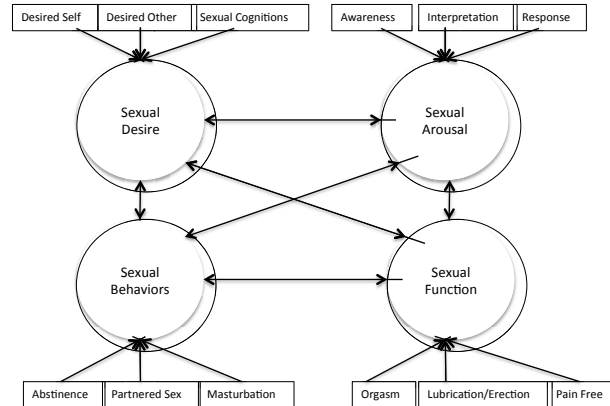 Desired Self Desired Other Sexual Cognitions Awareness Interpretation Response
Sexual Sexual
Desire Arousal
Sexual Sexual
Behaviors Function
Abstinence Partnered Sex Masturbation Orgasm Lubrication/Erection Pain Free